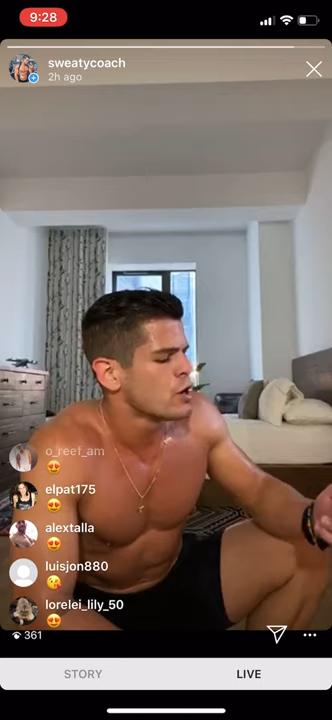 9:28
sweatycoach
2h ago
o_reef_am
😍
elpat175
😍
alextalla
😍
luisjon880
😘
lorelei_lily_50
😍
361
STORY
LIVE